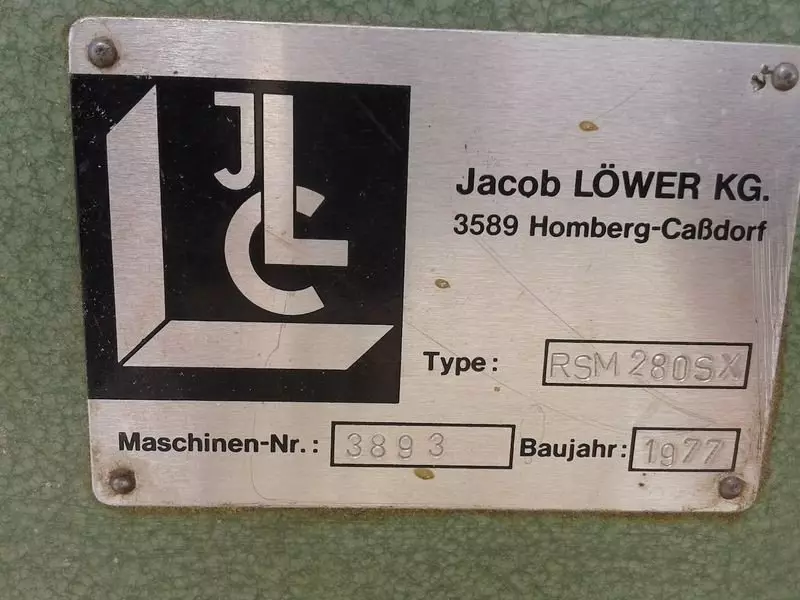 JLC
Jacob LÖWER KG.
3589 Homberg-Caßdorf
Type: RSM 280SX
Maschinen-Nr.: 3893 Baujahr: 1977